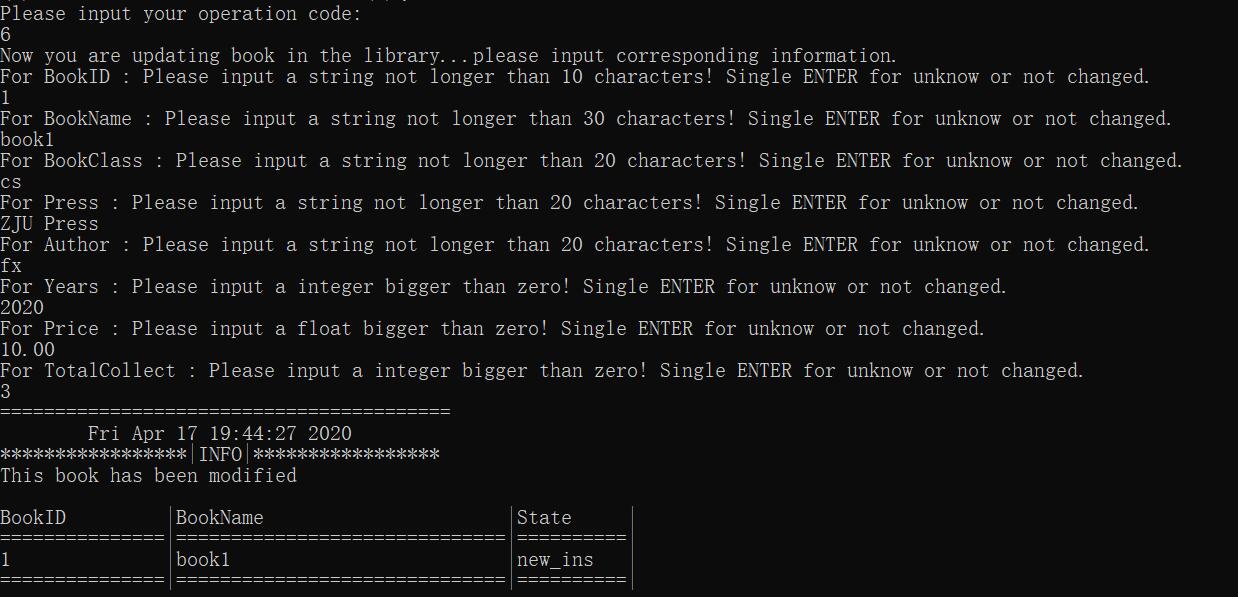 Please input your operation code:
6
Now you are updating book in the library...please input corresponding information.
For BookID : Please input a string not longer than 10 characters! Single ENTER for unknow or not changed.
1
For BookName : Please input a string not longer than 30 characters! Single ENTER for unknow or not changed.
book1
For BookClass : Please input a string not longer than 20 characters! Single ENTER for unknow or not changed.
cs
For Press : Please input a string not longer than 20 characters! Single ENTER for unknow or not changed.
ZJU Press
For Author : Please input a string not longer than 20 characters! Single ENTER for unknow or not changed.
fx
For Years : Please input a integer bigger than zero! Single ENTER for unknow or not changed.
2020
For Price : Please input a float bigger than zero! Single ENTER for unknow or not changed.
10.00
For TotalCollect : Please input a integer bigger than zero! Single ENTER for unknow or not changed.
3
=========================================
        Fri Apr 17 19:44:27 2020
*****************|INFO|*****************
This book has been modified
BookID |BookName |State |
===============|==============================|==========|
1 |book1 |new_ins |
===============|==============================|==========|